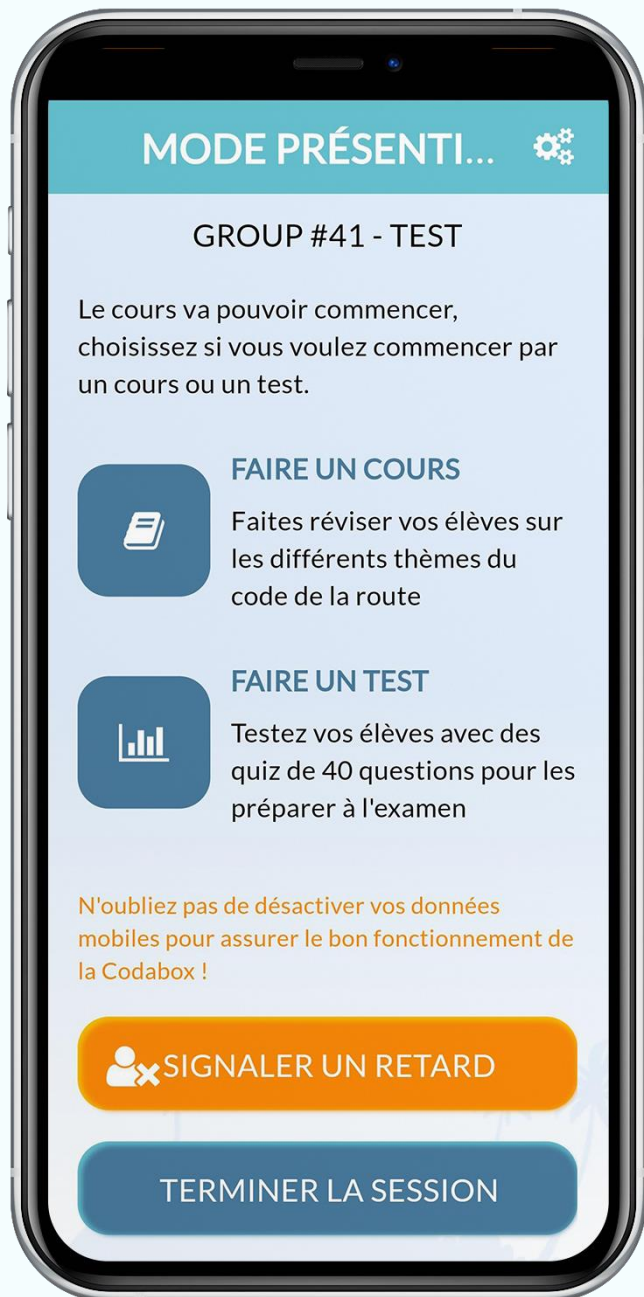 MODE PRÉSENTI...
GROUP #41 - TEST
Le cours va pouvoir commencer,
choisissez si vous voulez commencer par
un cours ou un test.
FAIRE UN COURS
Faites réviser vos élèves sur
les différents thèmes du
code de la route
FAIRE UN TEST
Testez vos élèves avec des
quiz de 40 questions pour les
préparer à l'examen
N'oubliez pas de désactiver vos données
mobiles pour assurer le bon fonctionnement de
la Codabox !
SIGNALER UN RETARD
TERMINER LA SESSION